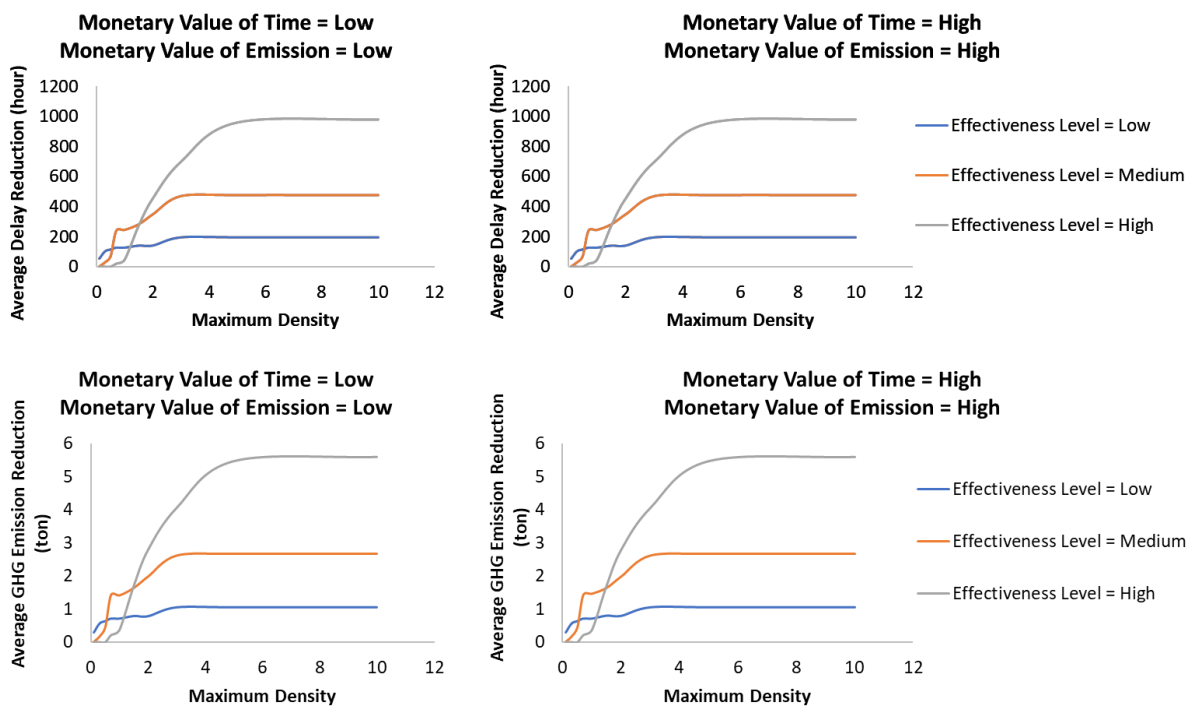 Monetary Value of Time = Low
Monetary Value of Emission = Low
Average Delay Reduction (hour)
1200
1000
800
600
400
200
0
0 2 4 6 8 10 12
Maximum Density
Monetary Value of Time = High
Monetary Value of Emission = High
Average Delay Reduction (hour)
1200
1000
800
600
400
200
0
0 2 4 6 8 10 12
Maximum Density
Effectiveness Level = Low
Effectiveness Level = Medium
Effectiveness Level = High
Monetary Value of Time = Low
Monetary Value of Emission = Low
Average GHG Emission Reduction
(ton)
6
5
4
3
2
1
0
0 2 4 6 8 10 12
Maximum Density
Monetary Value of Time = High
Monetary Value of Emission = High
Average GHG Emission Reduction
(ton)
6
5
4
3
2
1
0
0 2 4 6 8 10 12
Maximum Density
Effectiveness Level = Low
Effectiveness Level = Medium
Effectiveness Level = High